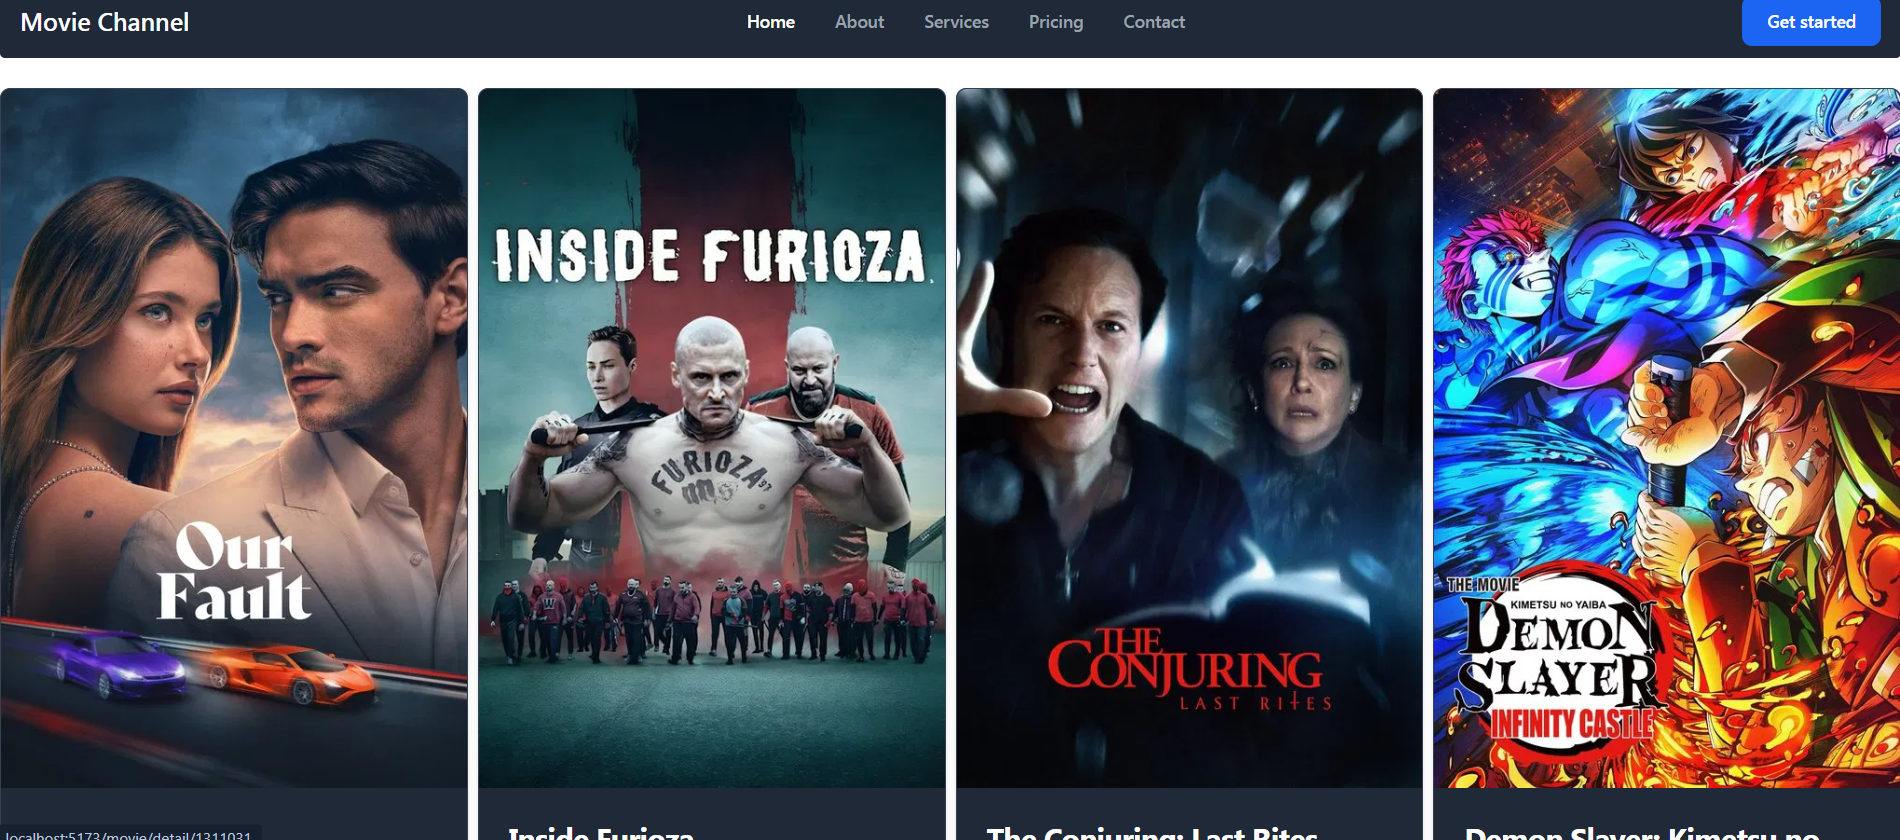 Movie Channel
Home About Services Pricing Contact
Get started
Our
Fault
INSIDE FURIOZA
FURIOZA
THE
CONJURING
LAST RITES
THE MOVIE
KIMETSU NO YAIBA
DEMON
SLAYER
INFINITY CASTLE
Inside Furioza
The Conjuring: Last Rites
Demon Slayer: Kimetsu no
localhost:5173/movie/detail/1311031